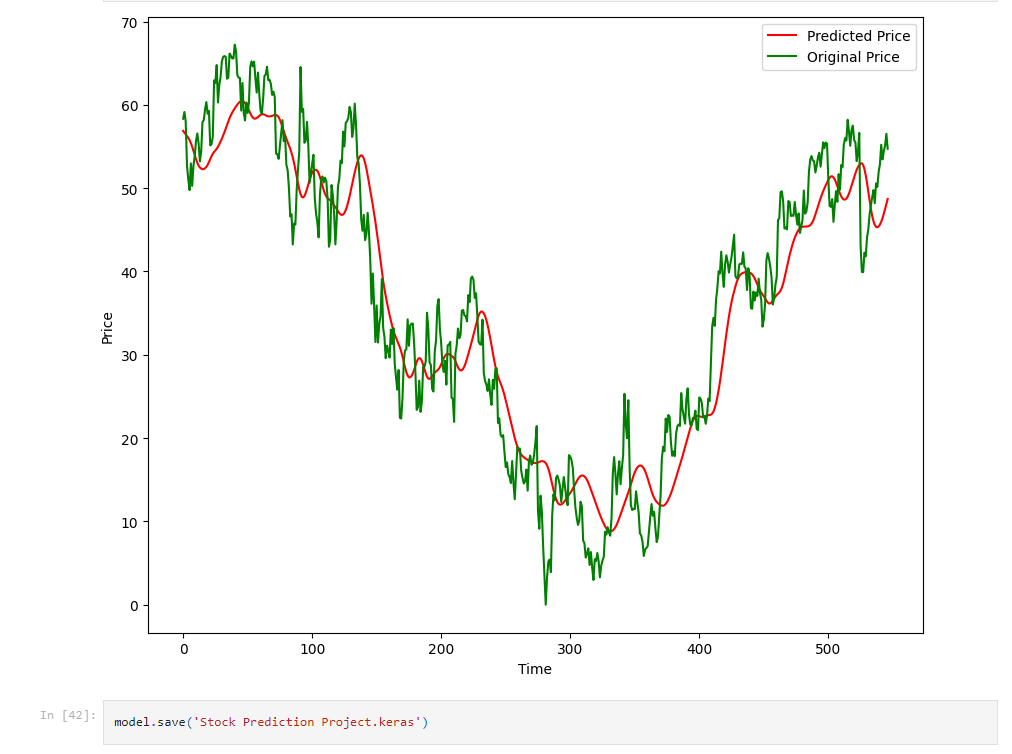 70
60
50
40
30
20
10
0
Price
Predicted Price
Original Price
0 100 200 300 400 500
Time
In [42]: model.save('Stock Prediction Project.keras')